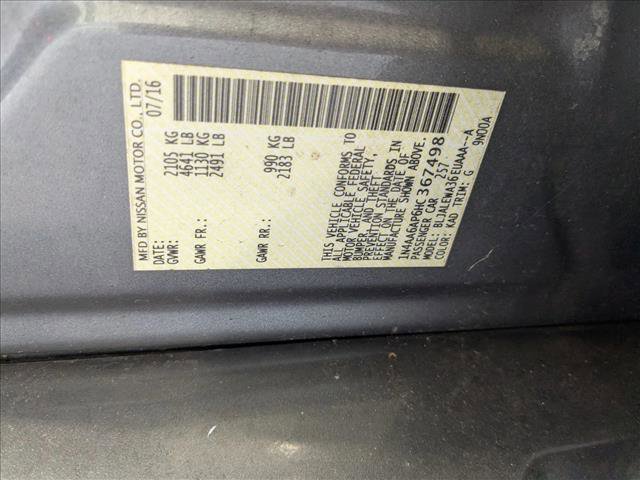 MFD BY NISSAN MOTOR CO., LTD.
DATE: 07/16
GVWR: 2105 KG
4641 LB
GAWR FR.: 1130 KG
2491 LB
GAWR RR.: 990 KG
2183 LB
THIS VEHICLE CONFORMS TO
ALL APPLICABLE FEDERAL
MOTOR VEHICLE SAFETY,
BUMPER, AND THEFT
PREVENTION STANDARDS IN
EFFECT ON THE DATE OF
MANUFACTURE SHOWN ABOVE.
1N4AA6AP6HC367498
PASSENGER CAR 257
MODEL: BLJALEWA36EUAAA--A
COLOR: KAD TRIM: G 9N00A